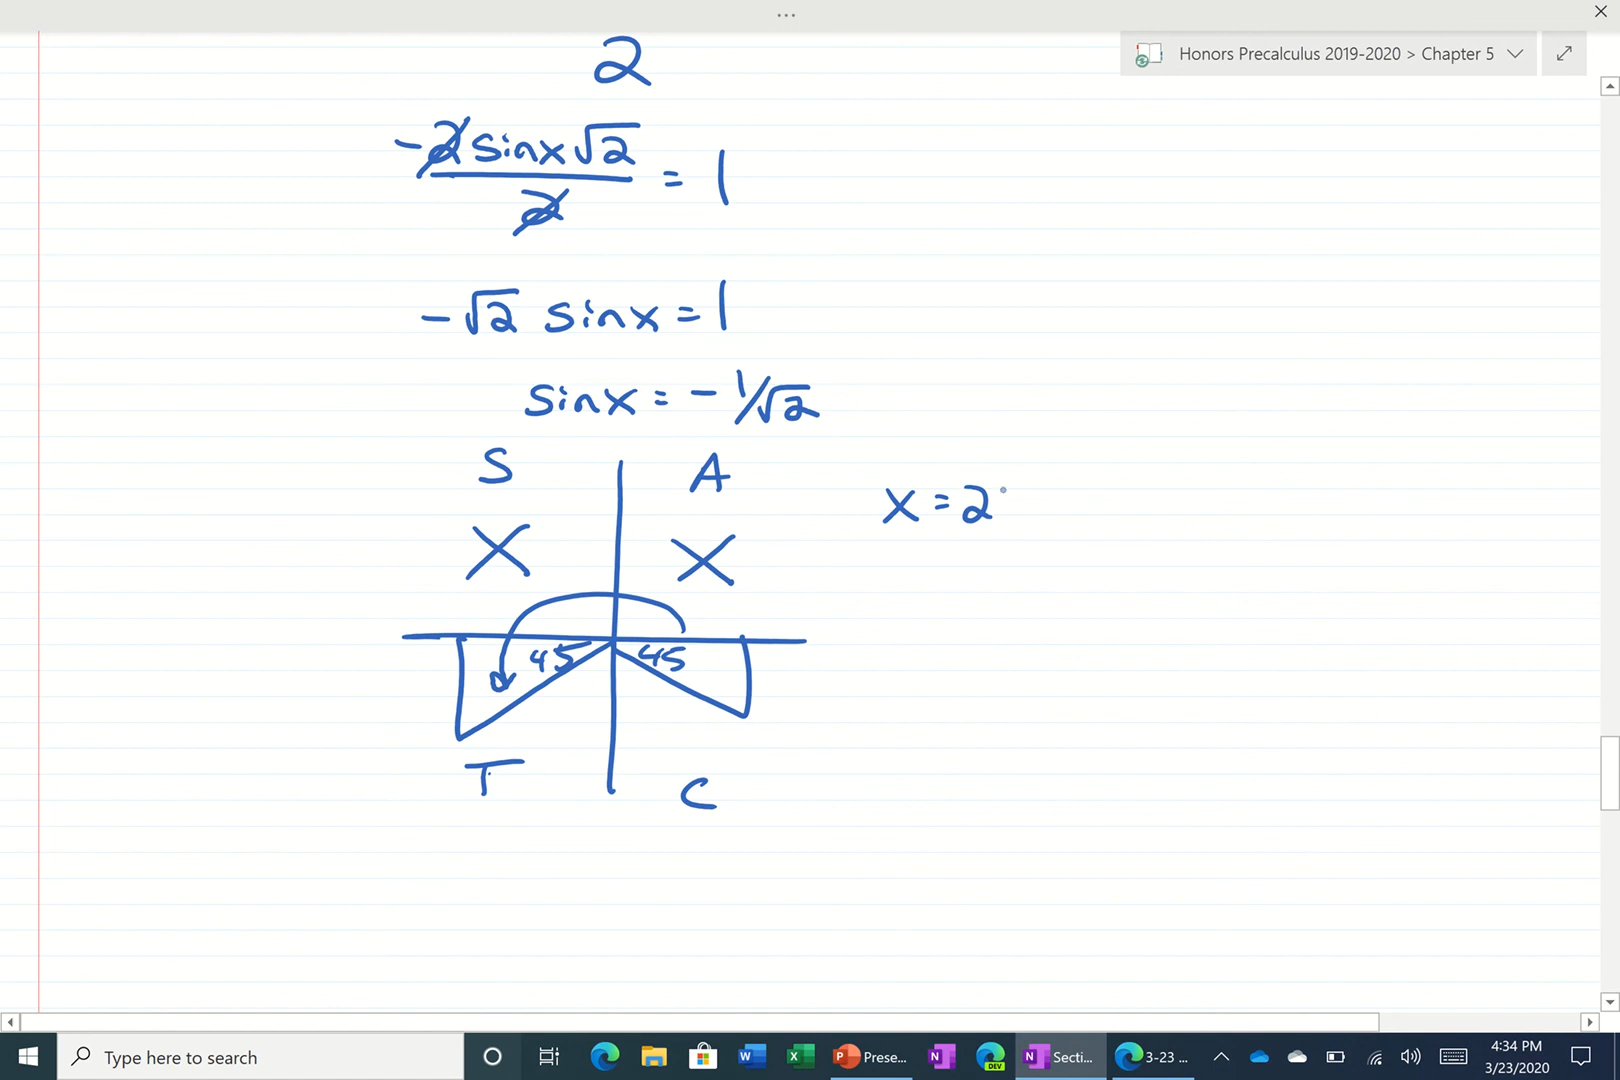 Honors Precalculus 2019-2020 > Chapter 5
2
-2 sinx √2 / 2 = 1
-√2 sinx = 1
sinx = - 1/√2
S A
x = 2
X X
45 45
T C
Type here to search
Prese...
DEV
Secti...
3-23 ...
4:34 PM
3/23/2020